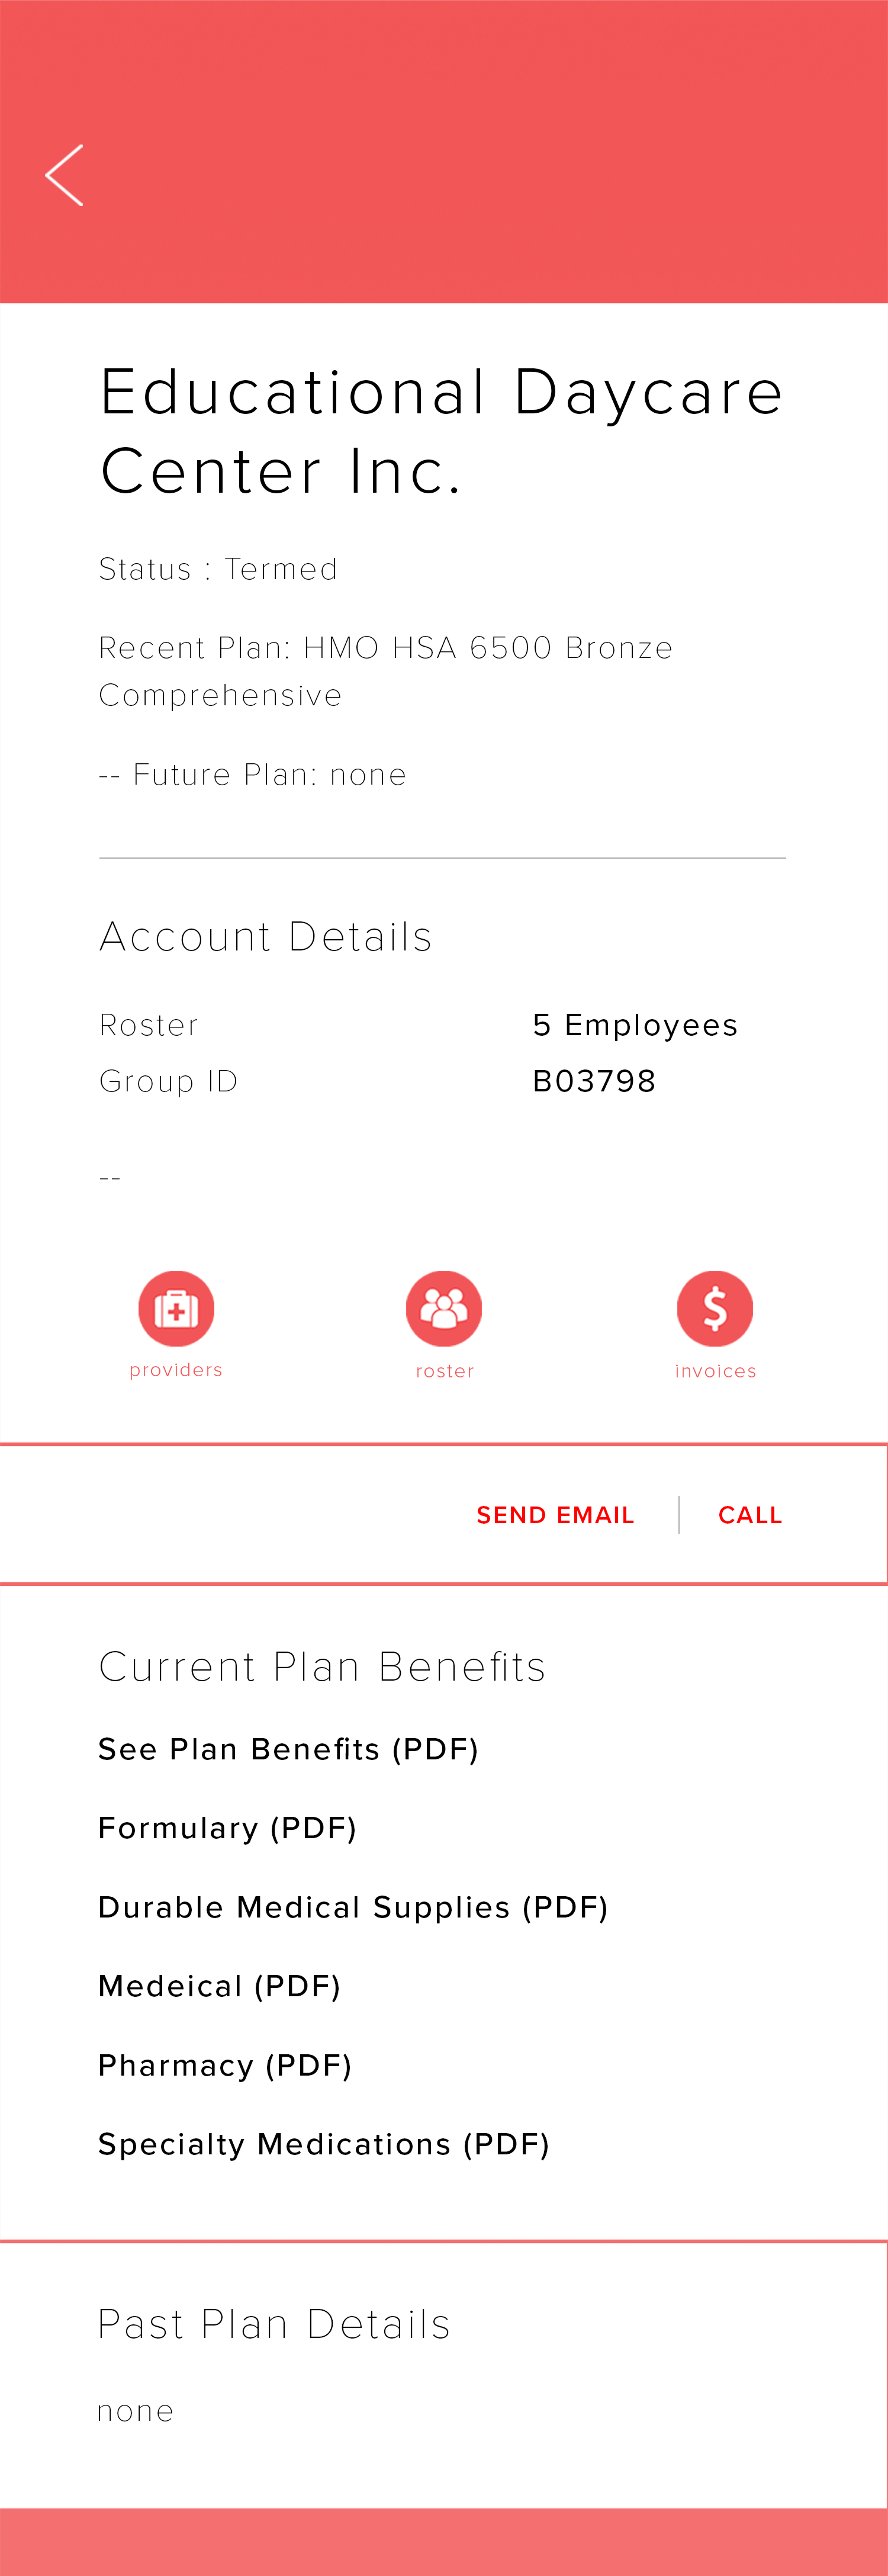 Educational Daycare
Center Inc.
Status : Termed
Recent Plan: HMO HSA 6500 Bronze
Comprehensive
-- Future Plan: none
Account Details
Roster 5 Employees
Group ID B03798
--
providers roster invoices
SEND EMAIL CALL
Current Plan Benefits
See Plan Benefits (PDF)
Formulary (PDF)
Durable Medical Supplies (PDF)
Medeical (PDF)
Pharmacy (PDF)
Specialty Medications (PDF)
Past Plan Details
none